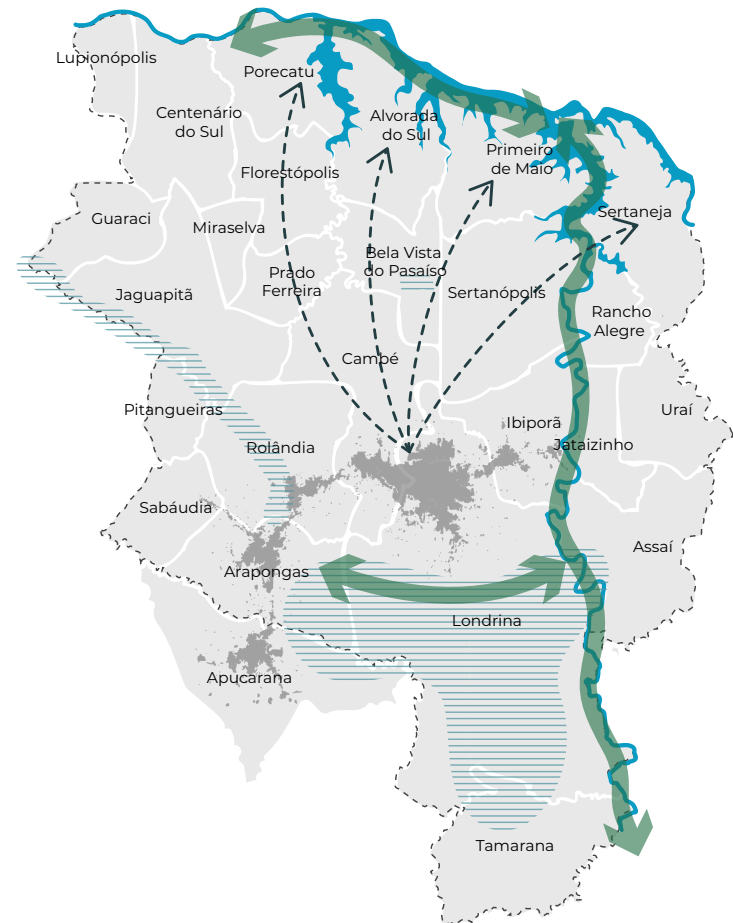 Lupionópolis
Porecatu
Centenário
do Sul
Alvorada
do Sul
Primeiro
de Maio
Florestópolis
Guaraci
Miraselva
Sertaneja
Bela Vista
do Pasaíso
Prado
Ferreira
Jaguapitã
Sertanópolis
Rancho
Alegre
Cambé
Pitangueiras
Uraí
Ibiporã
Rolândia
Jataizinho
Sabáudia
Assaí
Arapongas
Londrina
Apucarana
Tamarana